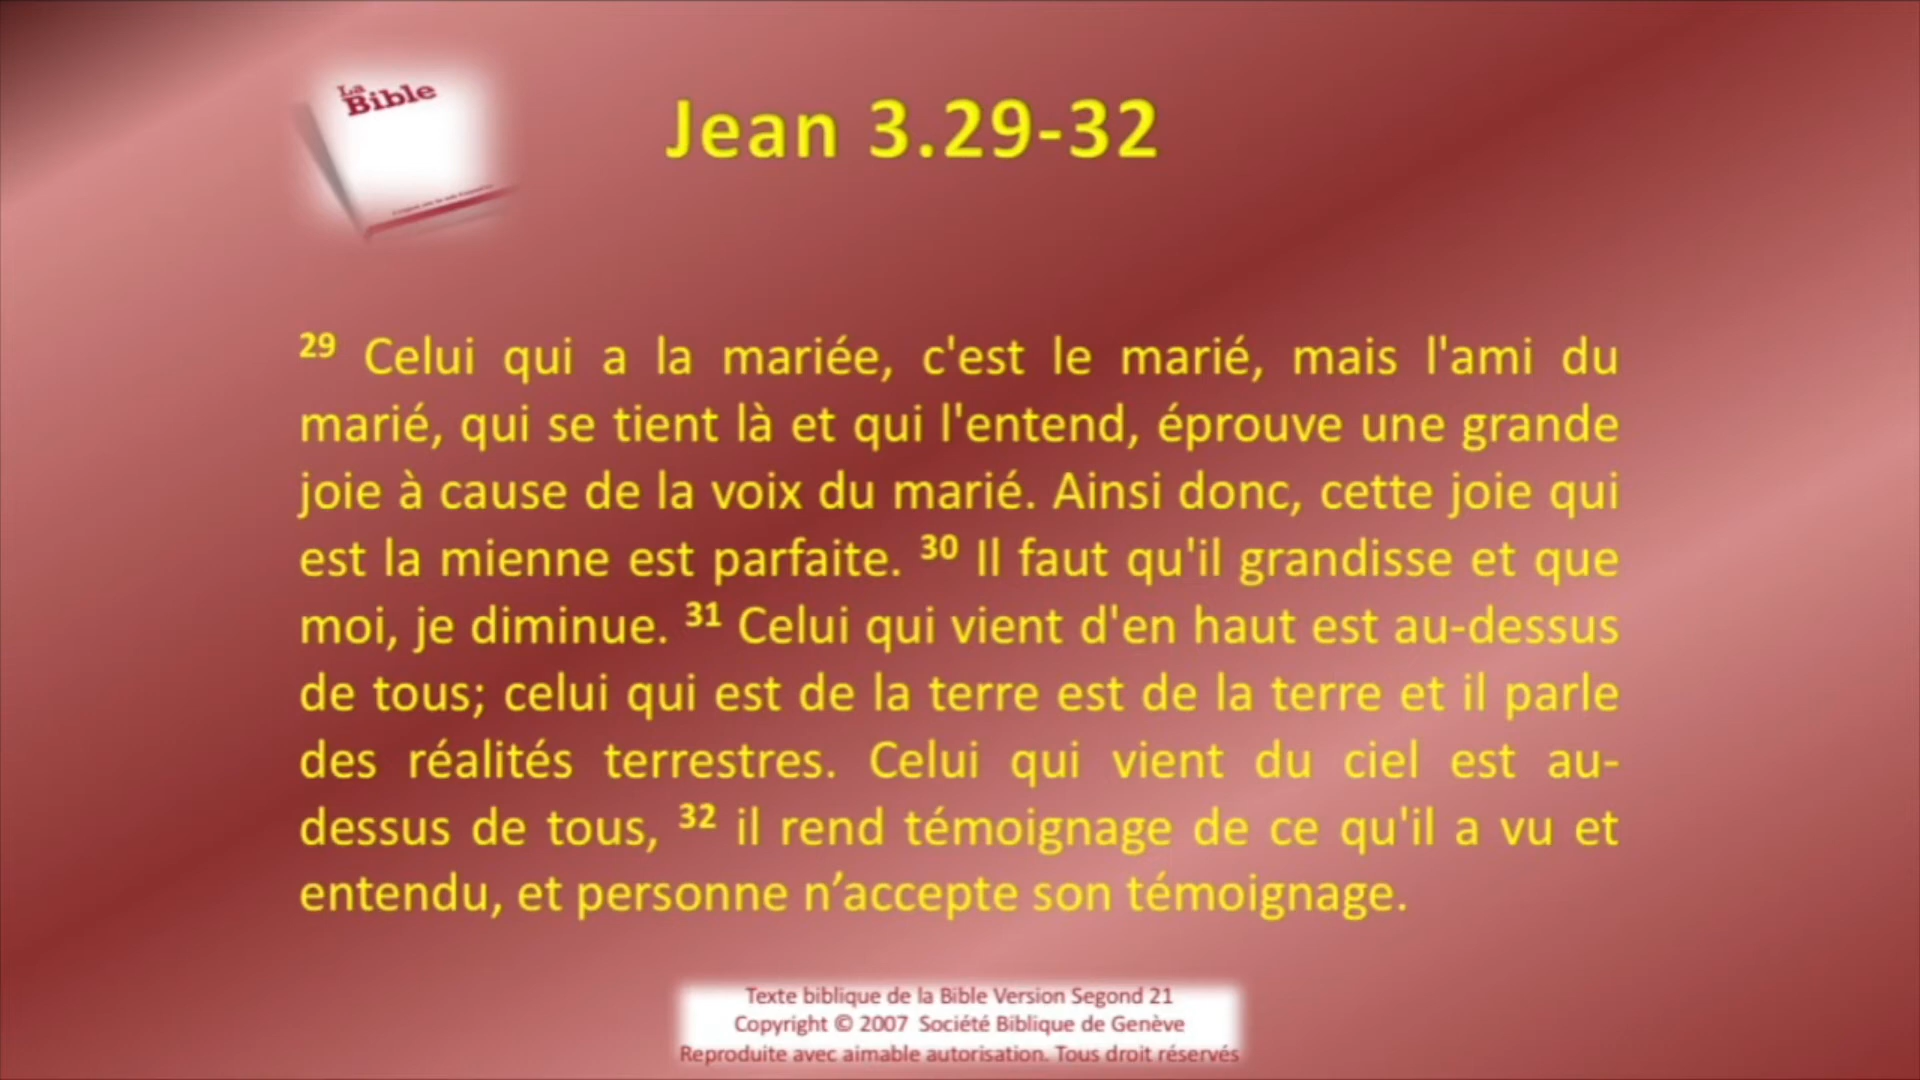 La
Bible
Jean 3.29-32
29 Celui qui a la mariée, c'est le marié, mais l'ami du
marié, qui se tient là et qui l'entend, éprouve une grande
joie à cause de la voix du marié. Ainsi donc, cette joie qui
est la mienne est parfaite. 30 Il faut qu'il grandisse et que
moi, je diminue. 31 Celui qui vient d'en haut est au-dessus
de tous; celui qui est de la terre est de la terre et il parle
des réalités terrestres. Celui qui vient du ciel est au-
dessus de tous, 32 il rend témoignage de ce qu'il a vu et
entendu, et personne n’accepte son témoignage.
Texte biblique de la Bible Version Segond 21
Copyright © 2007 Société Biblique de Genève
Reproduite avec aimable autorisation. Tous droit réservés